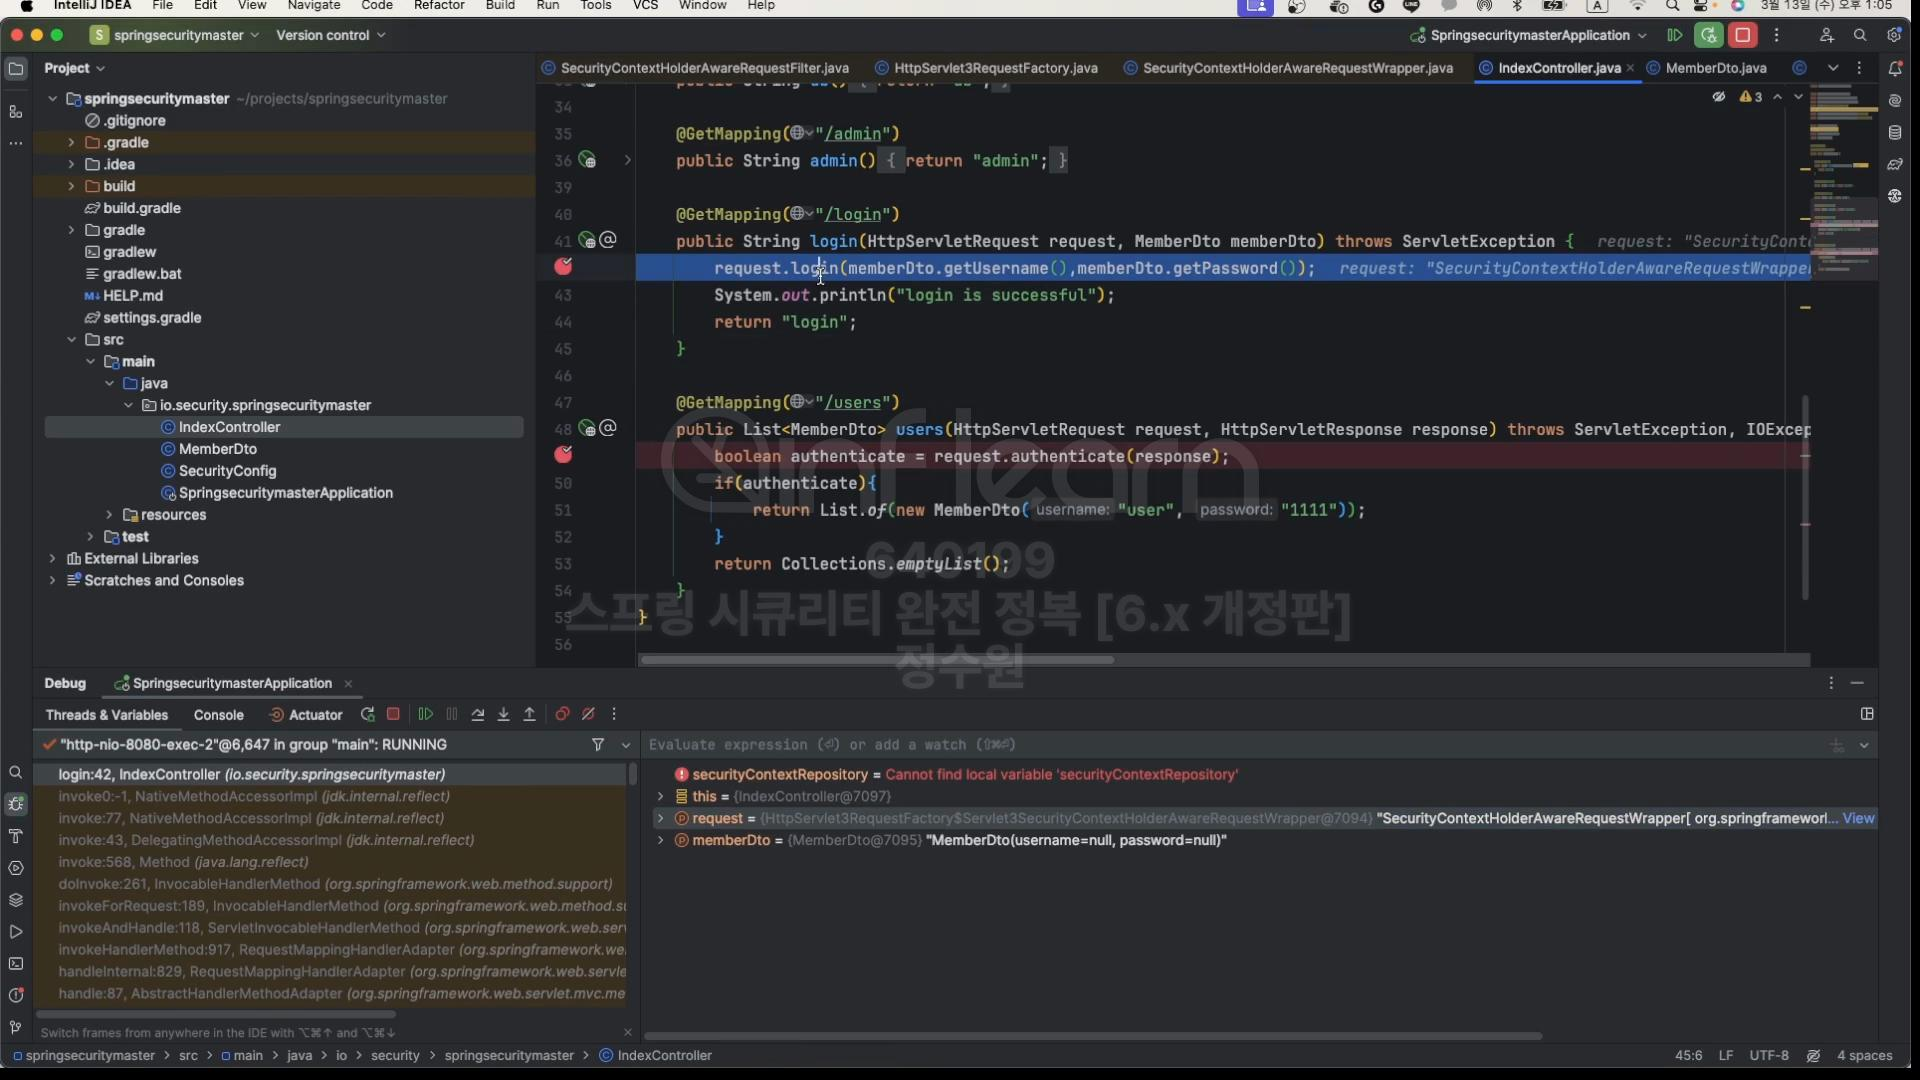 IntelliJ IDEA File Edit View Navigate Code Refactor Build Run Tools VCS Window Help
A
3월 13일 (수) 오후 1:05
S springsecuritymaster Version control
SpringsecuritymasterApplication
Project
SecurityContextHolderAwareRequestFilter.java HttpServlet3RequestFactory.java SecurityContextHolderAwareRequestWrapper.java IndexController.java MemberDto.java
3
springsecuritymaster ~/projects/springsecuritymaster
.gitignore
.gradle
.idea
build
build.gradle
gradle
gradlew
gradlew.bat
HELP.md
settings.gradle
src
main
java
io.security.springsecuritymaster
IndexController
MemberDto
SecurityConfig
SpringsecuritymasterApplication
resources
test
External Libraries
Scratches and Consoles
34
35 @GetMapping("/admin")
36 public String admin() { return "admin"; }
39
40 @GetMapping("/login")
41 public String login(HttpServletRequest request, MemberDto memberDto) throws ServletException { request: "SecurityConte
request.login(memberDto.getUsername(),memberDto.getPassword()); request: "SecurityContextHolderAwareRequestWrapper
43 System.out.println("login is successful");
44 return "login";
45 }
46
47 @GetMapping("/users")
48 public List<MemberDto> users(HttpServletRequest request, HttpServletResponse response) throws ServletException, IOExcep
boolean authenticate = request.authenticate(response);
50 if(authenticate){
51 return List.of(new MemberDto( username: "user", password: "1111"));
52 }
53 return Collections.emptyList();
54 }
55 }
56
inflearn
640199
스프링 시큐리티 완전 정복 [6.x 개정판]
정수원
Debug SpringsecuritymasterApplication
Threads & Variables Console Actuator
"http-nio-8080-exec-2"@6,647 in group "main": RUNNING
login:42, IndexController (io.security.springsecuritymaster)
invoke0:-1, NativeMethodAccessorImpl (jdk.internal.reflect)
invoke:77, NativeMethodAccessorImpl (jdk.internal.reflect)
invoke:43, DelegatingMethodAccessorImpl (jdk.internal.reflect)
invoke:568, Method (java.lang.reflect)
doInvoke:261, InvocableHandlerMethod (org.springframework.web.method.support)
invokeForRequest:189, InvocableHandlerMethod (org.springframework.web.method.su
invokeAndHandle:118, ServletInvocableHandlerMethod (org.springframework.web.serv
invokeHandlerMethod:917, RequestMappingHandlerAdapter (org.springframework.we
handleInternal:829, RequestMappingHandlerAdapter (org.springframework.web.servle
handle:87, AbstractHandlerMethodAdapter (org.springframework.web.servlet.mvc.me
Switch frames from anywhere in the IDE with ⌥⌘↑ and ⌥⌘↓
Evaluate expression (⏎) or add a watch (⇧⌘⏎)
securityContextRepository = Cannot find local variable 'securityContextRepository'
this = {IndexController@7097}
request = {HttpServlet3RequestFactory$Servlet3SecurityContextHolderAwareRequestWrapper@7094} "SecurityContextHolderAwareRequestWrapper[ org.springframeworl... View
memberDto = {MemberDto@7095} "MemberDto(username=null, password=null)"
springsecuritymaster > src > main > java > io > security > springsecuritymaster > IndexController
45:6 LF UTF-8 4 spaces